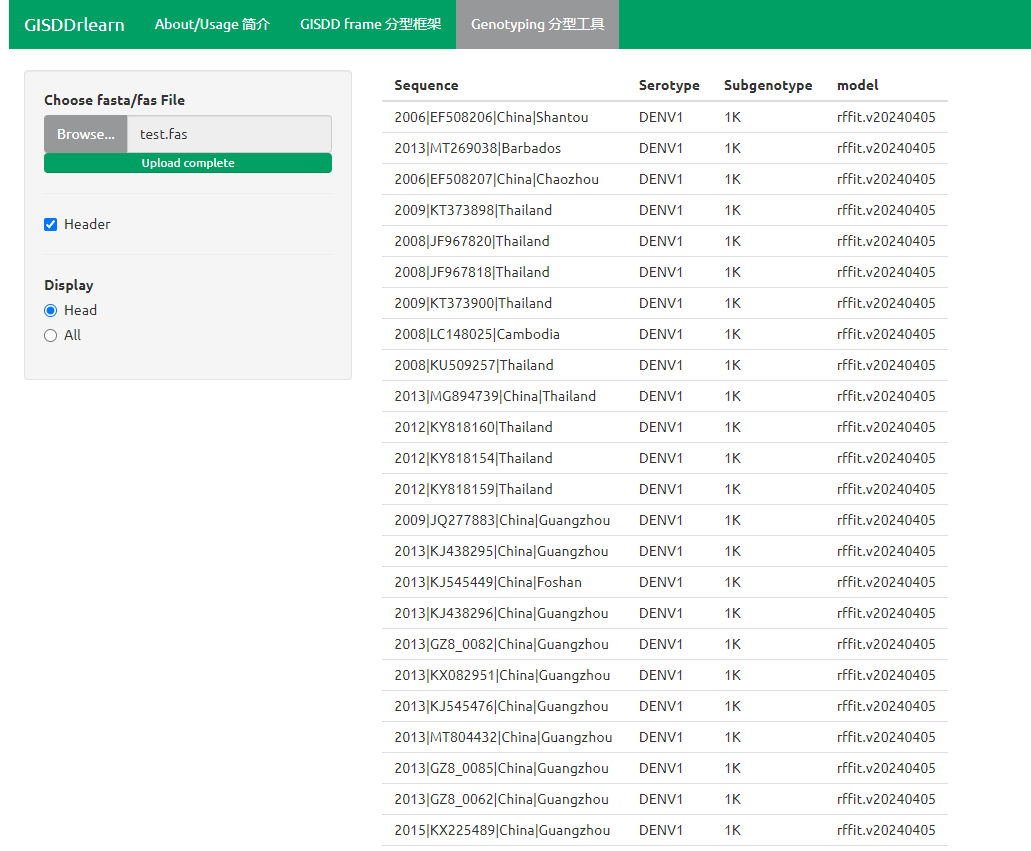 GISDDrlearn About/Usage 简介 GISDD frame 分型框架 Genotyping 分型工具
Choose fasta/fas File
Browse... test.fas
Upload complete
Header
Display
Head
All
Sequence Serotype Subgenotype model
2006|EF508206|China|Shantou DENV1 1K rffit.v20240405
2013|MT269038|Barbados DENV1 1K rffit.v20240405
2006|EF508207|China|Chaozhou DENV1 1K rffit.v20240405
2009|KT373898|Thailand DENV1 1K rffit.v20240405
2008|JF967820|Thailand DENV1 1K rffit.v20240405
2008|JF967818|Thailand DENV1 1K rffit.v20240405
2009|KT373900|Thailand DENV1 1K rffit.v20240405
2008|LC148025|Cambodia DENV1 1K rffit.v20240405
2008|KU509257|Thailand DENV1 1K rffit.v20240405
2013|MG894739|China|Thailand DENV1 1K rffit.v20240405
2012|KY818160|Thailand DENV1 1K rffit.v20240405
2012|KY818154|Thailand DENV1 1K rffit.v20240405
2012|KY818159|Thailand DENV1 1K rffit.v20240405
2009|JQ277883|China|Guangzhou DENV1 1K rffit.v20240405
2013|KJ438295|China|Guangzhou DENV1 1K rffit.v20240405
2013|KJ545449|China|Foshan DENV1 1K rffit.v20240405
2013|KJ438296|China|Guangzhou DENV1 1K rffit.v20240405
2013|GZ8_0082|China|Guangzhou DENV1 1K rffit.v20240405
2013|KX082951|China|Guangzhou DENV1 1K rffit.v20240405
2013|KJ545476|China|Guangzhou DENV1 1K rffit.v20240405
2013|MT804432|China|Guangzhou DENV1 1K rffit.v20240405
2013|GZ8_0085|China|Guangzhou DENV1 1K rffit.v20240405
2013|GZ8_0062|China|Guangzhou DENV1 1K rffit.v20240405
2015|KX225489|China|Guangzhou DENV1 1K rffit.v20240405